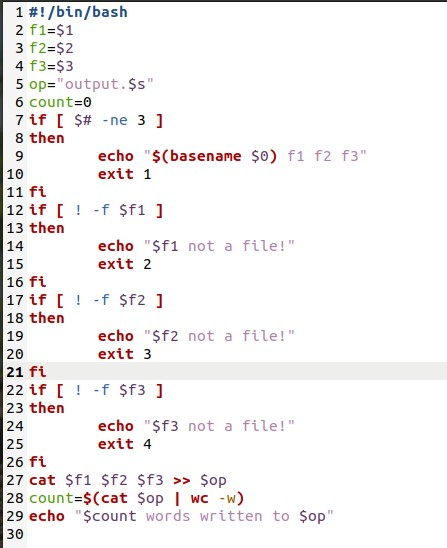 1 #!/bin/bash
2 f1=$1
3 f2=$2
4 f3=$3
5 op="output.$s"
6 count=0
7 if [ $# -ne 3 ]
8 then
9         echo "$(basename $0) f1 f2 f3"
10         exit 1
11 fi
12 if [ ! -f $f1 ]
13 then
14         echo "$f1 not a file!"
15         exit 2
16 fi
17 if [ ! -f $f2 ]
18 then
19         echo "$f2 not a file!"
20         exit 3
21 fi
22 if [ ! -f $f3 ]
23 then
24         echo "$f3 not a file!"
25         exit 4
26 fi
27 cat $f1 $f2 $f3 >> $op
28 count=$(cat $op | wc -w)
29 echo "$count words written to $op"
30